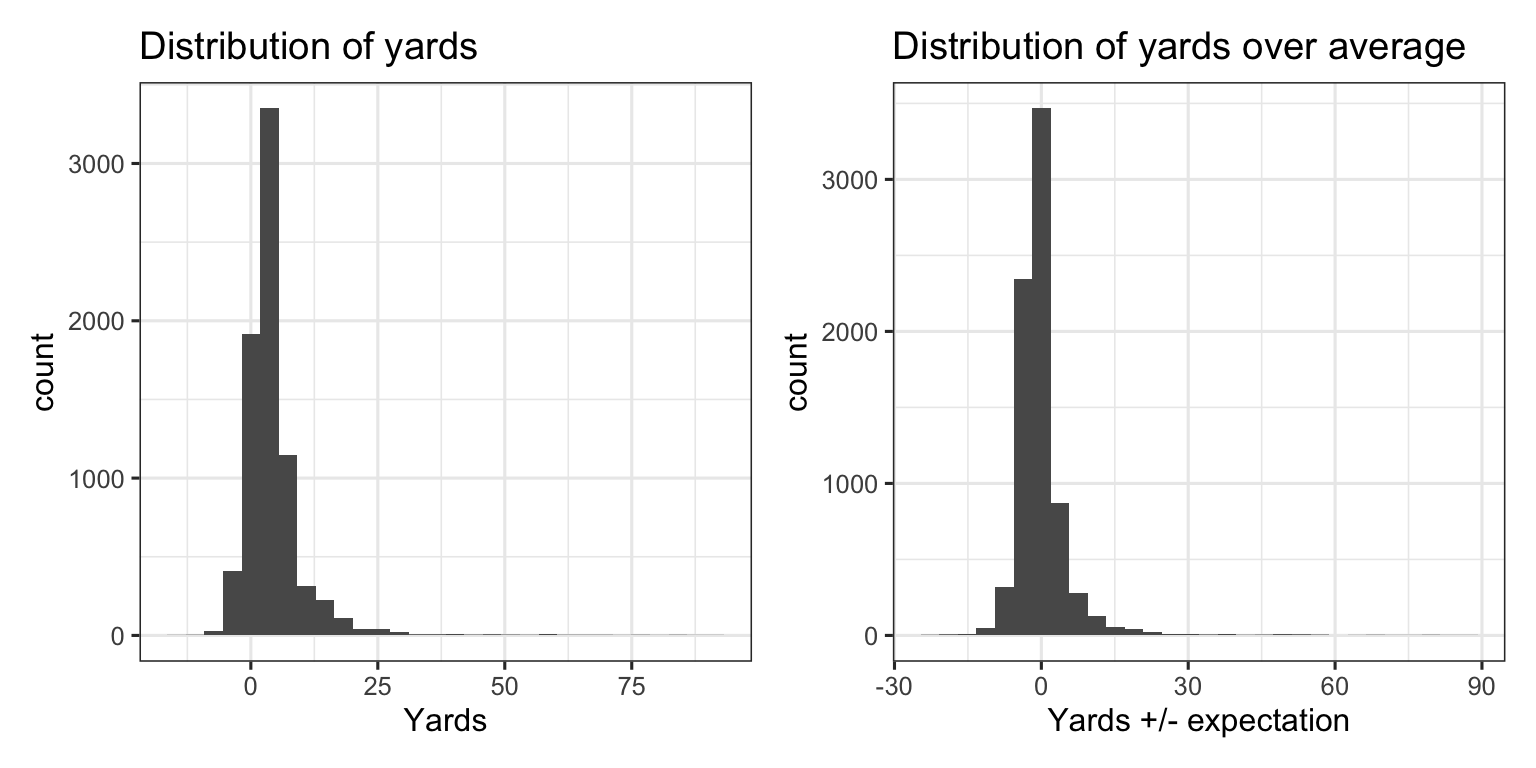 Distribution of yards
3000
2000
1000
0
count
0 25 50 75
Yards
Distribution of yards over average
3000
2000
1000
0
count
-30 0 30 60 90
Yards +/- expectation